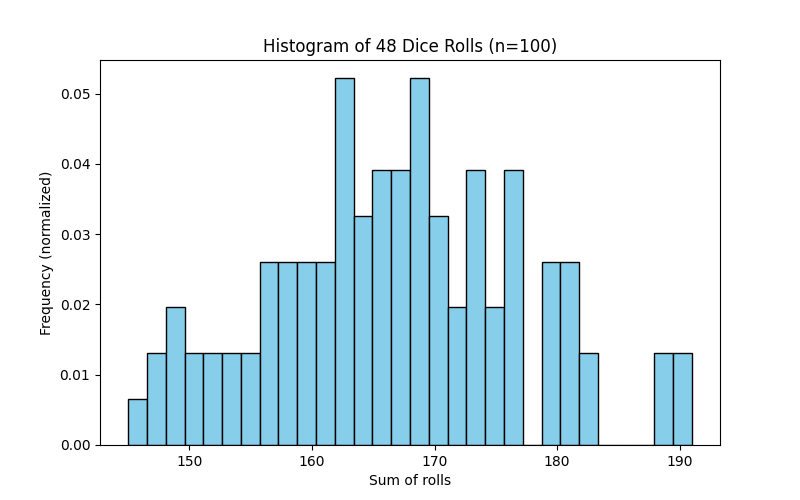 Histogram of 48 Dice Rolls (n=100)
Frequency (normalized)
0.05
0.04
0.03
0.02
0.01
0.00
150 160 170 180 190
Sum of rolls